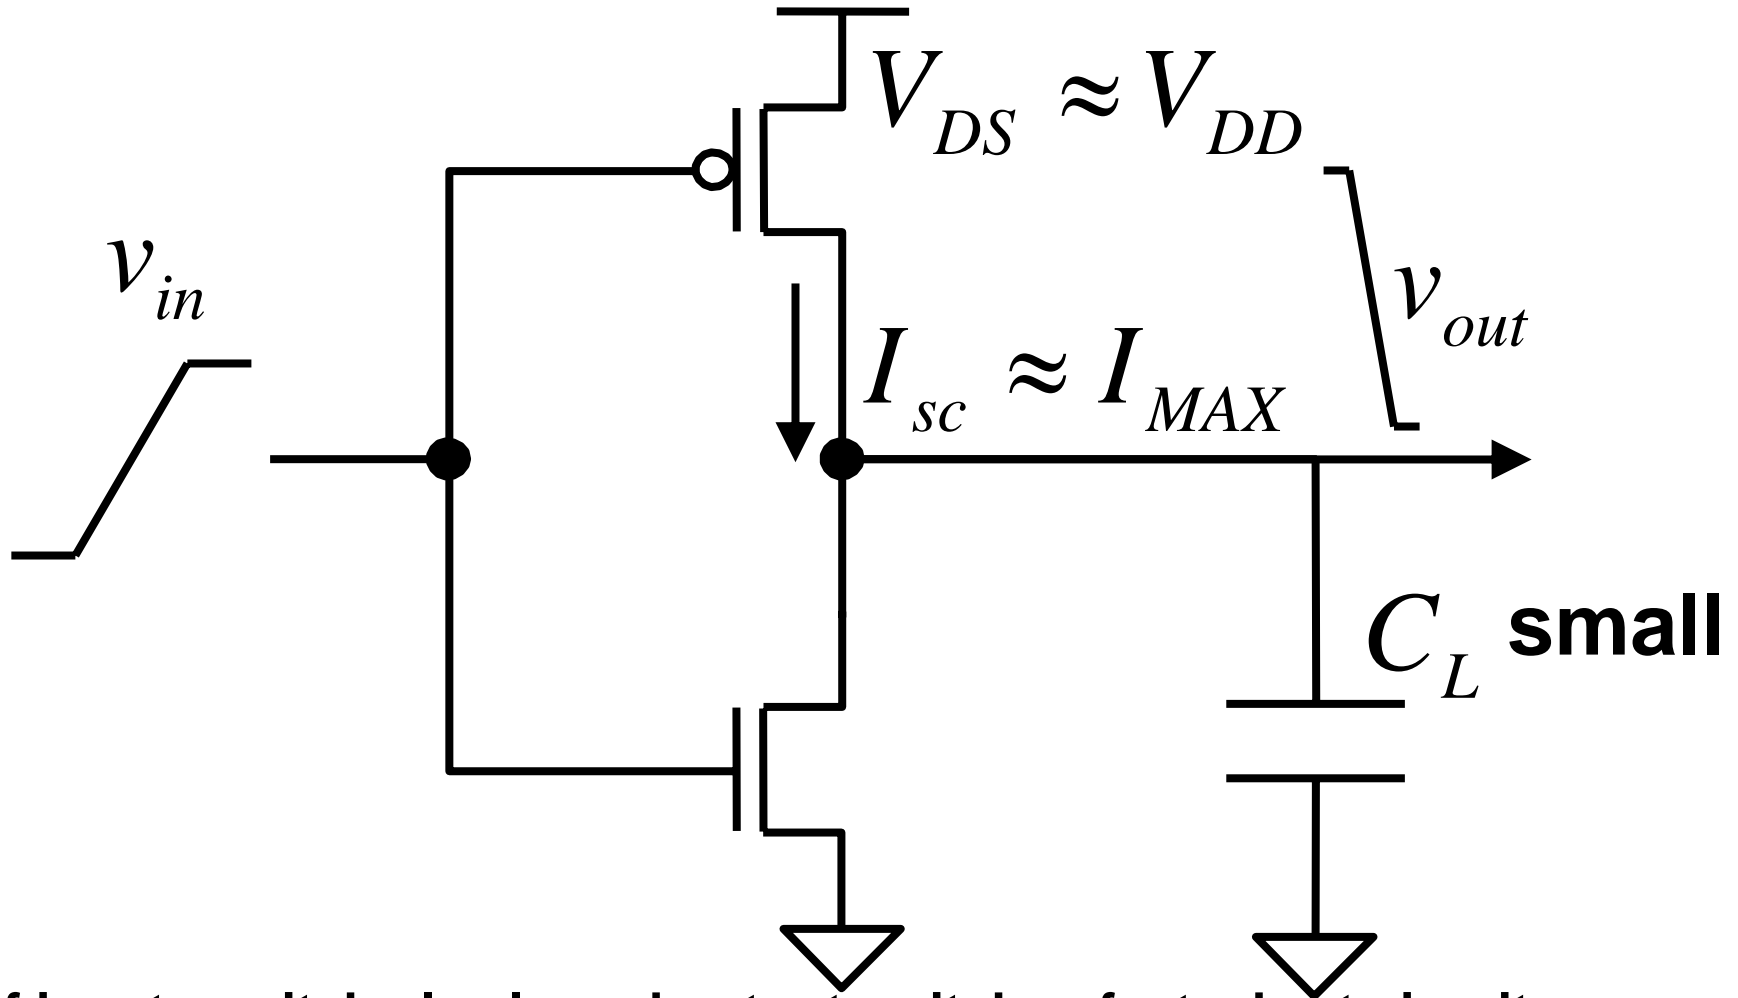 V_DS ≈ V_DD
v_in
v_out
I_sc ≈ I_MAX
C_L small